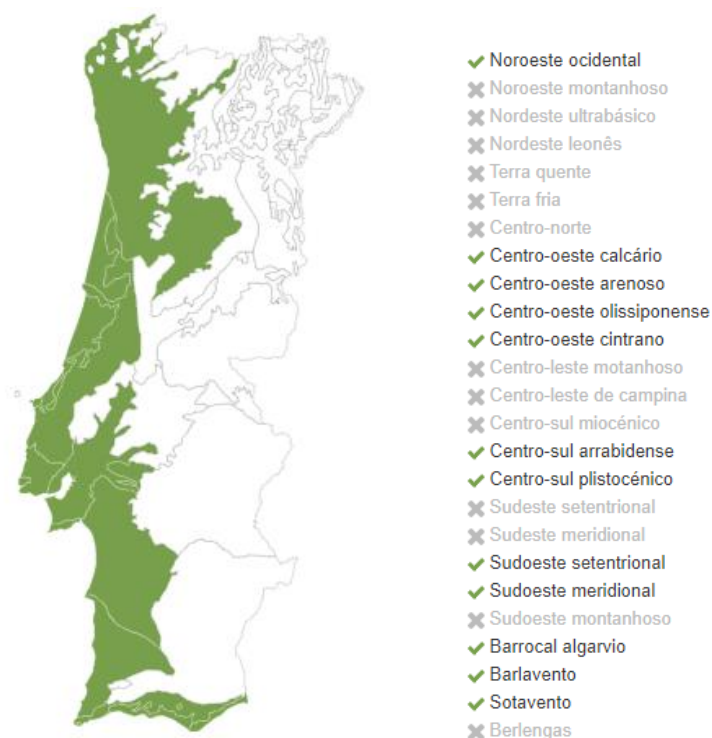 Noroeste ocidental
Noroeste montanhoso
Nordeste ultrabásico
Nordeste leonês
Terra quente
Terra fria
Centro-norte
Centro-oeste calcário
Centro-oeste arenoso
Centro-oeste olissiponense
Centro-oeste cintrano
Centro-leste motanhoso
Centro-leste de campina
Centro-sul miocénico
Centro-sul arrabidense
Centro-sul plistocénico
Sudeste setentrional
Sudeste meridional
Sudoeste setentrional
Sudoeste meridional
Sudoeste montanhoso
Barrocal algarvio
Barlavento
Sotavento
Berlengas